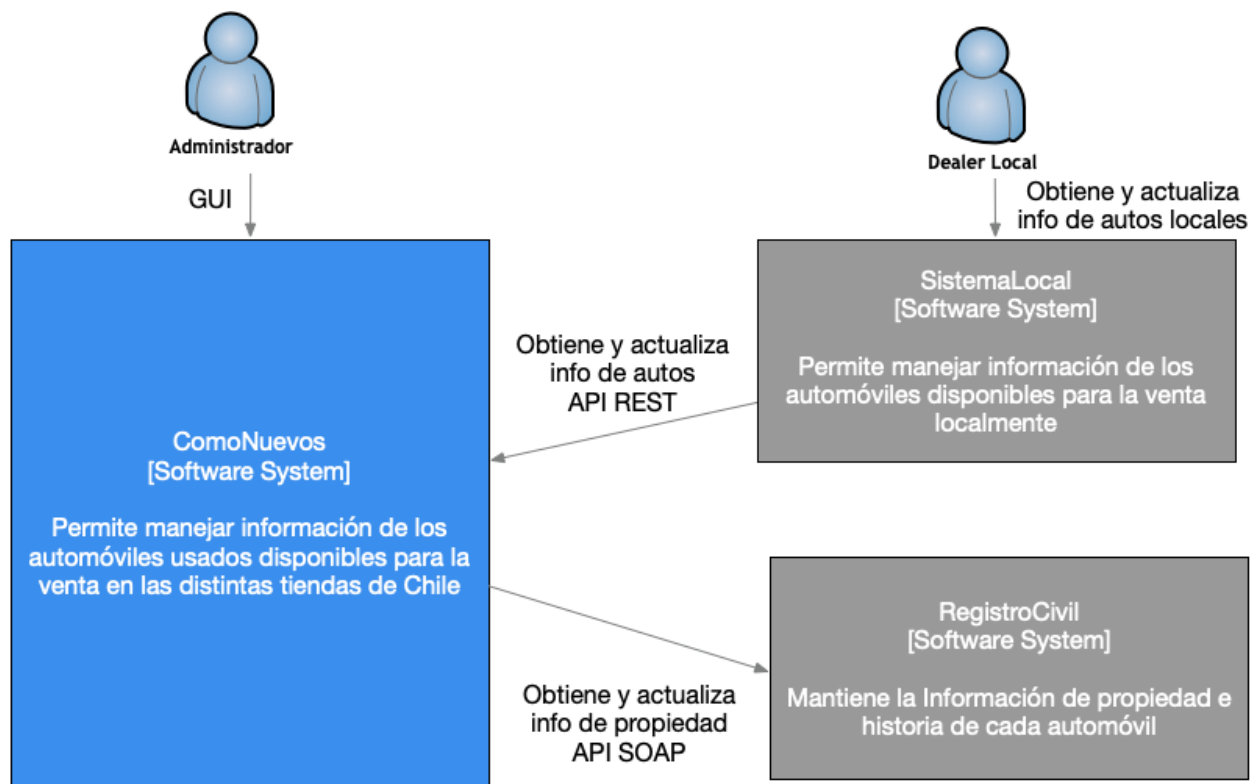 Administrador
GUI
Dealer Local
Obtiene y actualiza
info de autos locales
ComoNuevos
[Software System]
Permite manejar información de los
automóviles usados disponibles para la
venta en las distintas tiendas de Chile
Obtiene y actualiza
info de autos
API REST
SistemaLocal
[Software System]
Permite manejar información de los
automóviles disponibles para la venta
localmente
Obtiene y actualiza
info de propiedad
API SOAP
RegistroCivil
[Software System]
Mantiene la Información de propiedad e
historia de cada automóvil